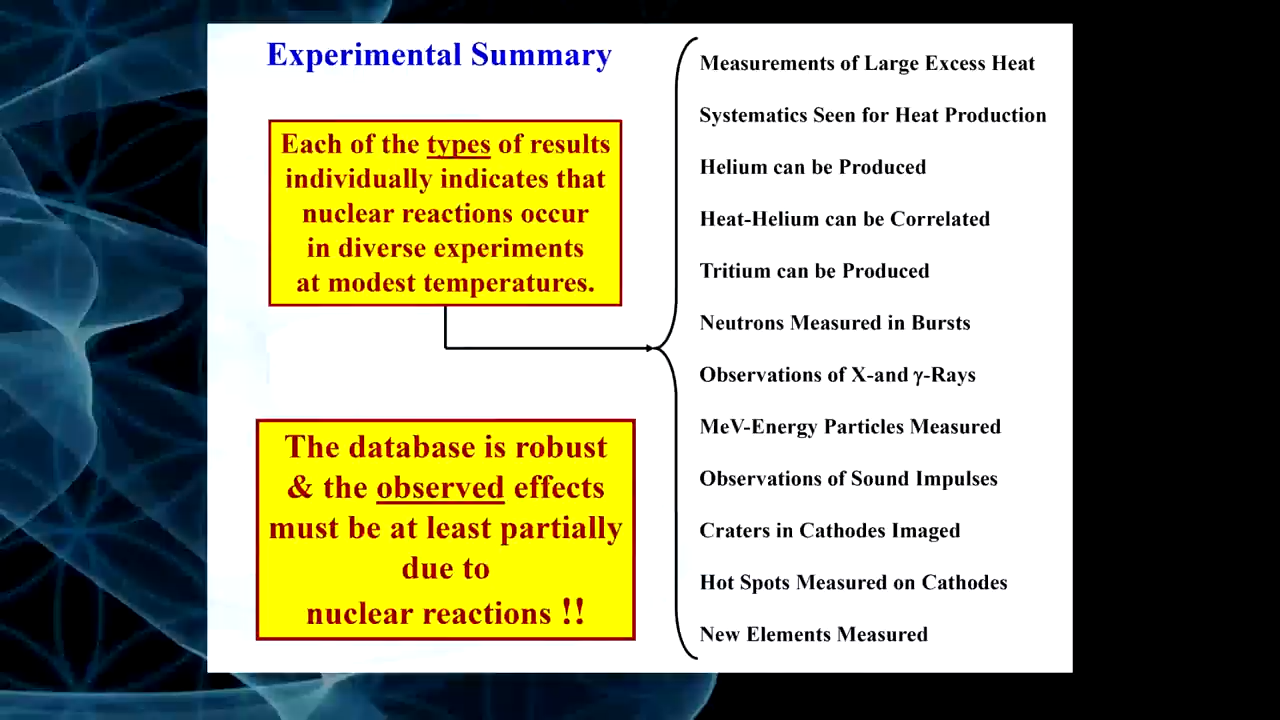 Experimental Summary
Each of the types of results
individually indicates that
nuclear reactions occur
in diverse experiments
at modest temperatures.
The database is robust
& the observed effects
must be at least partially
due to
nuclear reactions !!
Measurements of Large Excess Heat
Systematics Seen for Heat Production
Helium can be Produced
Heat-Helium can be Correlated
Tritium can be Produced
Neutrons Measured in Bursts
Observations of X-and γ-Rays
MeV-Energy Particles Measured
Observations of Sound Impulses
Craters in Cathodes Imaged
Hot Spots Measured on Cathodes
New Elements Measured